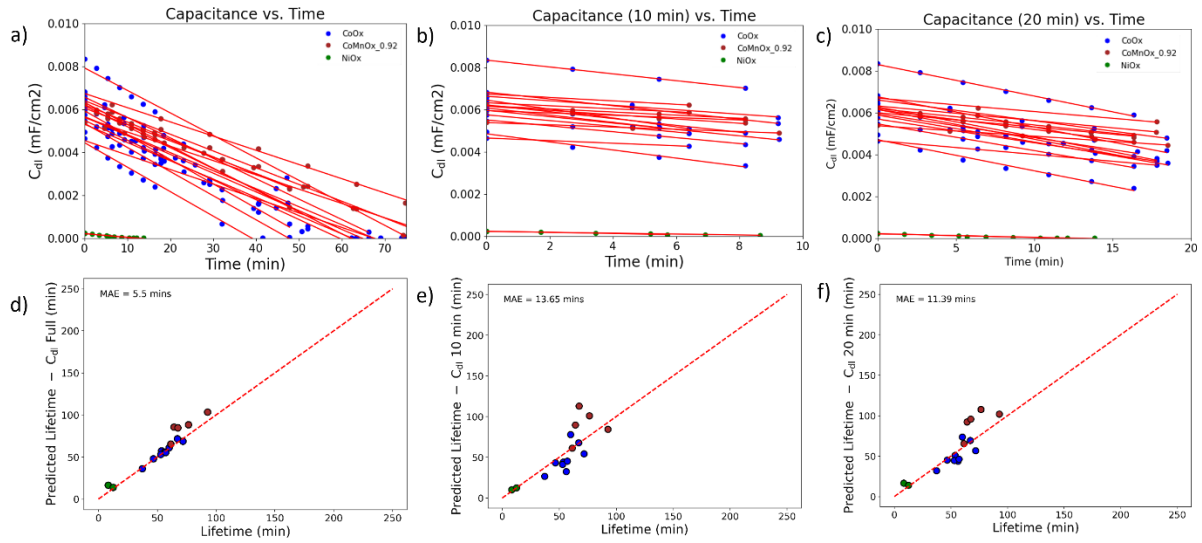 a)
Capacitance vs. Time
CoOx
CoMnOx_0.92
NiOx
Cdl (mF/cm2)
0.010
0.008
0.006
0.004
0.002
0.000
0 10 20 30 40 50 60 70
Time (min)
b)
Capacitance (10 min) vs. Time
CoOx
CoMnOx_0.92
NiOx
Cdl (mF/cm2)
0.010
0.008
0.006
0.004
0.002
0.000
0 2 4 6 8 10
Time (min)
c)
Capacitance (20 min) vs. Time
CoOx
CoMnOx_0.92
NiOx
Cdl (mF/cm2)
0.010
0.008
0.006
0.004
0.002
0.000
0 5 10 15 20
Time (min)
d)
MAE = 5.5 mins
Predicted Lifetime − Cdl Full (min)
250
200
150
100
50
0
0 50 100 150 200 250
Lifetime (min)
e)
MAE = 13.65 mins
Predicted Lifetime − Cdl 10 min (min)
250
200
150
100
50
0
0 50 100 150 200 250
Lifetime (min)
f)
MAE = 11.39 mins
Predicted Lifetime − Cdl 20 min (min)
250
200
150
100
50
0
0 50 100 150 200 250
Lifetime (min)